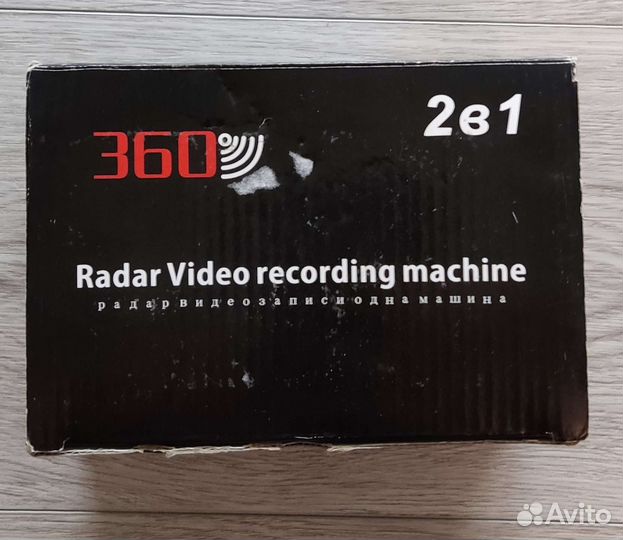 2в1
360
Radar Video recording machine
радарвидеозаписиоднамашина
Avito